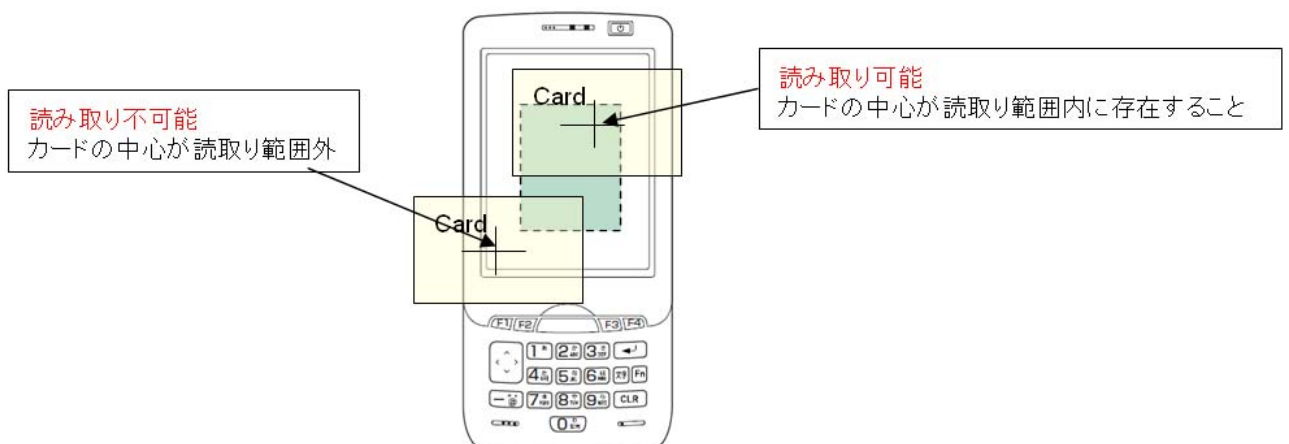 Card
読み取り可能
カードの中心が読取り範囲内に存在すること
読み取り不可能
カードの中心が読取り範囲外
Card
F1 F2 F3 F4
1 2 3
4 5 6 文字 Fn
7 8 9 CLR
0